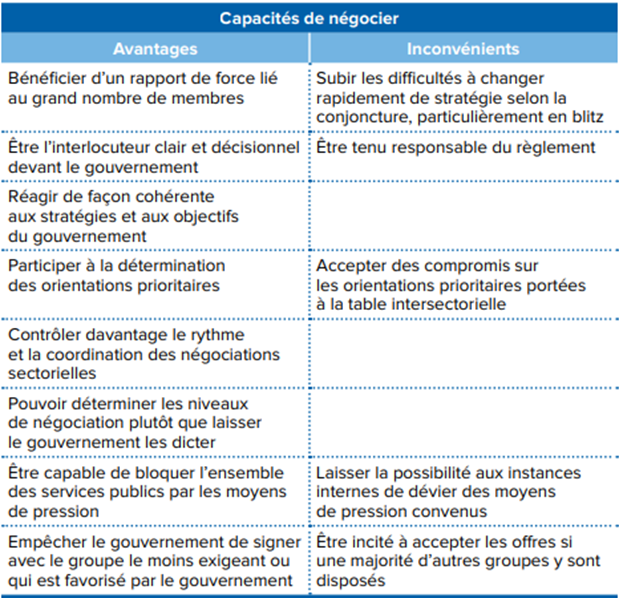 Capacités de négocier
Avantages
Inconvénients
Bénéficier d’un rapport de force lié
au grand nombre de membres
Subir les difficultés à changer
rapidement de stratégie selon la
conjoncture, particulièrement en blitz
Être l’interlocuteur clair et décisionnel
devant le gouvernement
Être tenu responsable du règlement
Réagir de façon cohérente
aux stratégies et aux objectifs
du gouvernement
Participer à la détermination
des orientations prioritaires
Accepter des compromis sur
les orientations prioritaires portées
à la table intersectorielle
Contrôler davantage le rythme
et la coordination des négociations
sectorielles
Pouvoir déterminer les niveaux
de négociation plutôt que laisser
le gouvernement les dicter
Être capable de bloquer l’ensemble
des services publics par les moyens
de pression
Laisser la possibilité aux instances
internes de dévier des moyens
de pression convenus
Empêcher le gouvernement de signer
avec le groupe le moins exigeant ou
qui est favorisé par le gouvernement
Être incité à accepter les offres si
une majorité d’autres groupes y sont
disposés